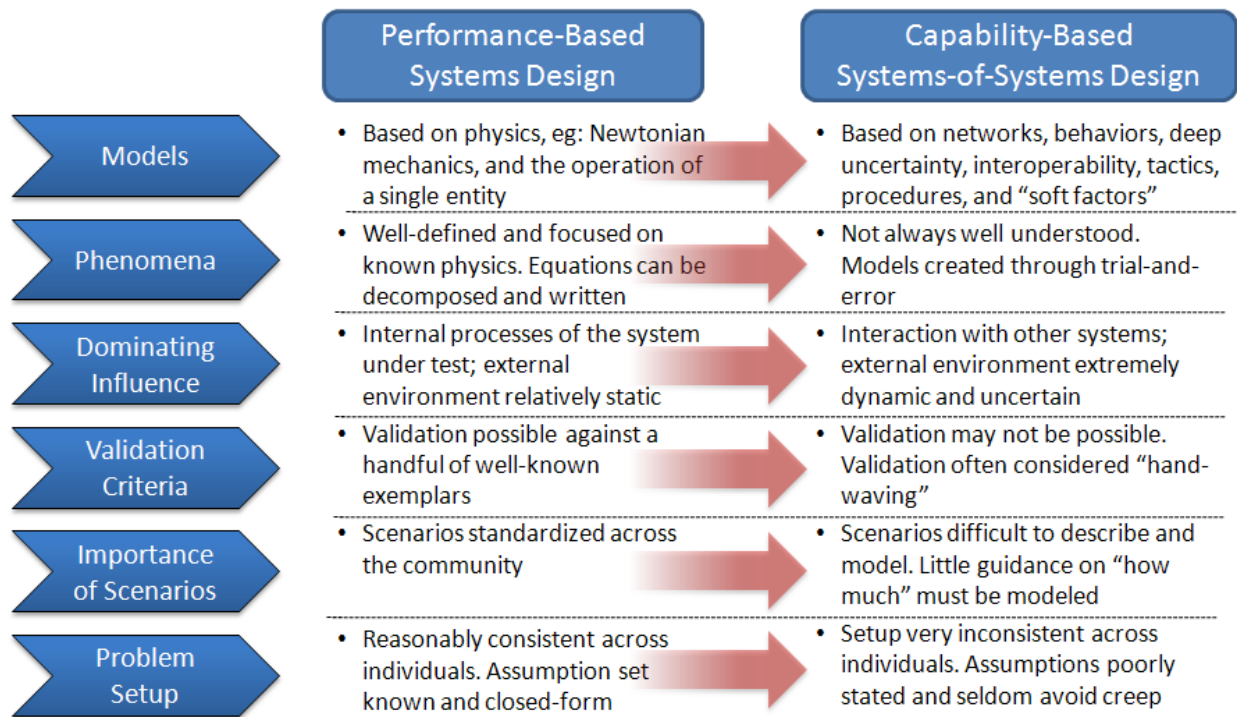 Performance-Based
Systems Design
Capability-Based
Systems-of-Systems Design
Models
• Based on physics, eg: Newtonian
mechanics, and the operation of
a single entity
• Based on networks, behaviors, deep
uncertainty, interoperability, tactics,
procedures, and “soft factors”
Phenomena
• Well-defined and focused on
known physics. Equations can be
decomposed and written
• Not always well understood.
Models created through trial-and-
error
Dominating
Influence
• Internal processes of the system
under test; external
environment relatively static
• Interaction with other systems;
external environment extremely
dynamic and uncertain
Validation
Criteria
• Validation possible against a
handful of well-known
exemplars
• Validation may not be possible.
Validation often considered “hand-
waving”
Importance
of Scenarios
• Scenarios standardized across
the community
• Scenarios difficult to describe and
model. Little guidance on “how
much” must be modeled
Problem
Setup
• Reasonably consistent across
individuals. Assumption set
known and closed-form
• Setup very inconsistent across
individuals. Assumptions poorly
stated and seldom avoid creep